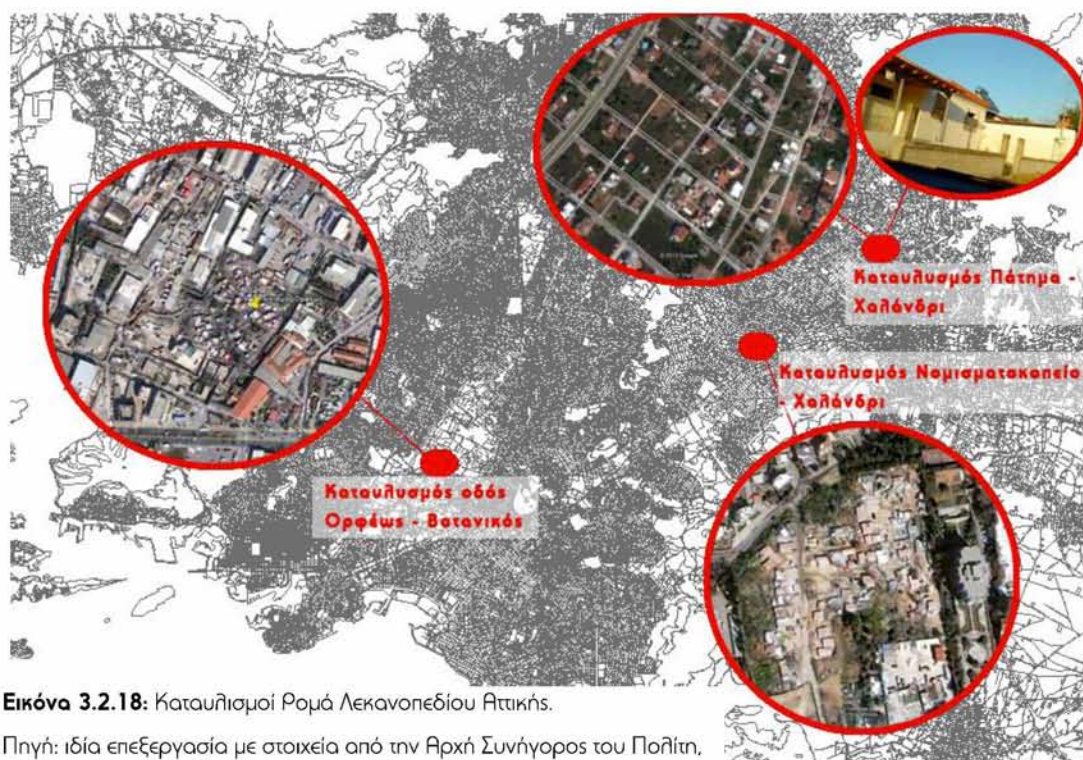 Καταυλισμός Πάτημα -
Χαλάνδρι
Καταυλισμός Νομισματοκοπείο
- Χαλάνδρι
Καταυλισμός οδός
Ορφέως - Βοτανικός
Εικόνα 3.2.18: Καταυλισμοί Ρομά Λεκανοπεδίου Αττικής.
Πηγή: ιδία επεξεργασία με στοιχεία από την Αρχή Συνήγορος του Πολίτη,